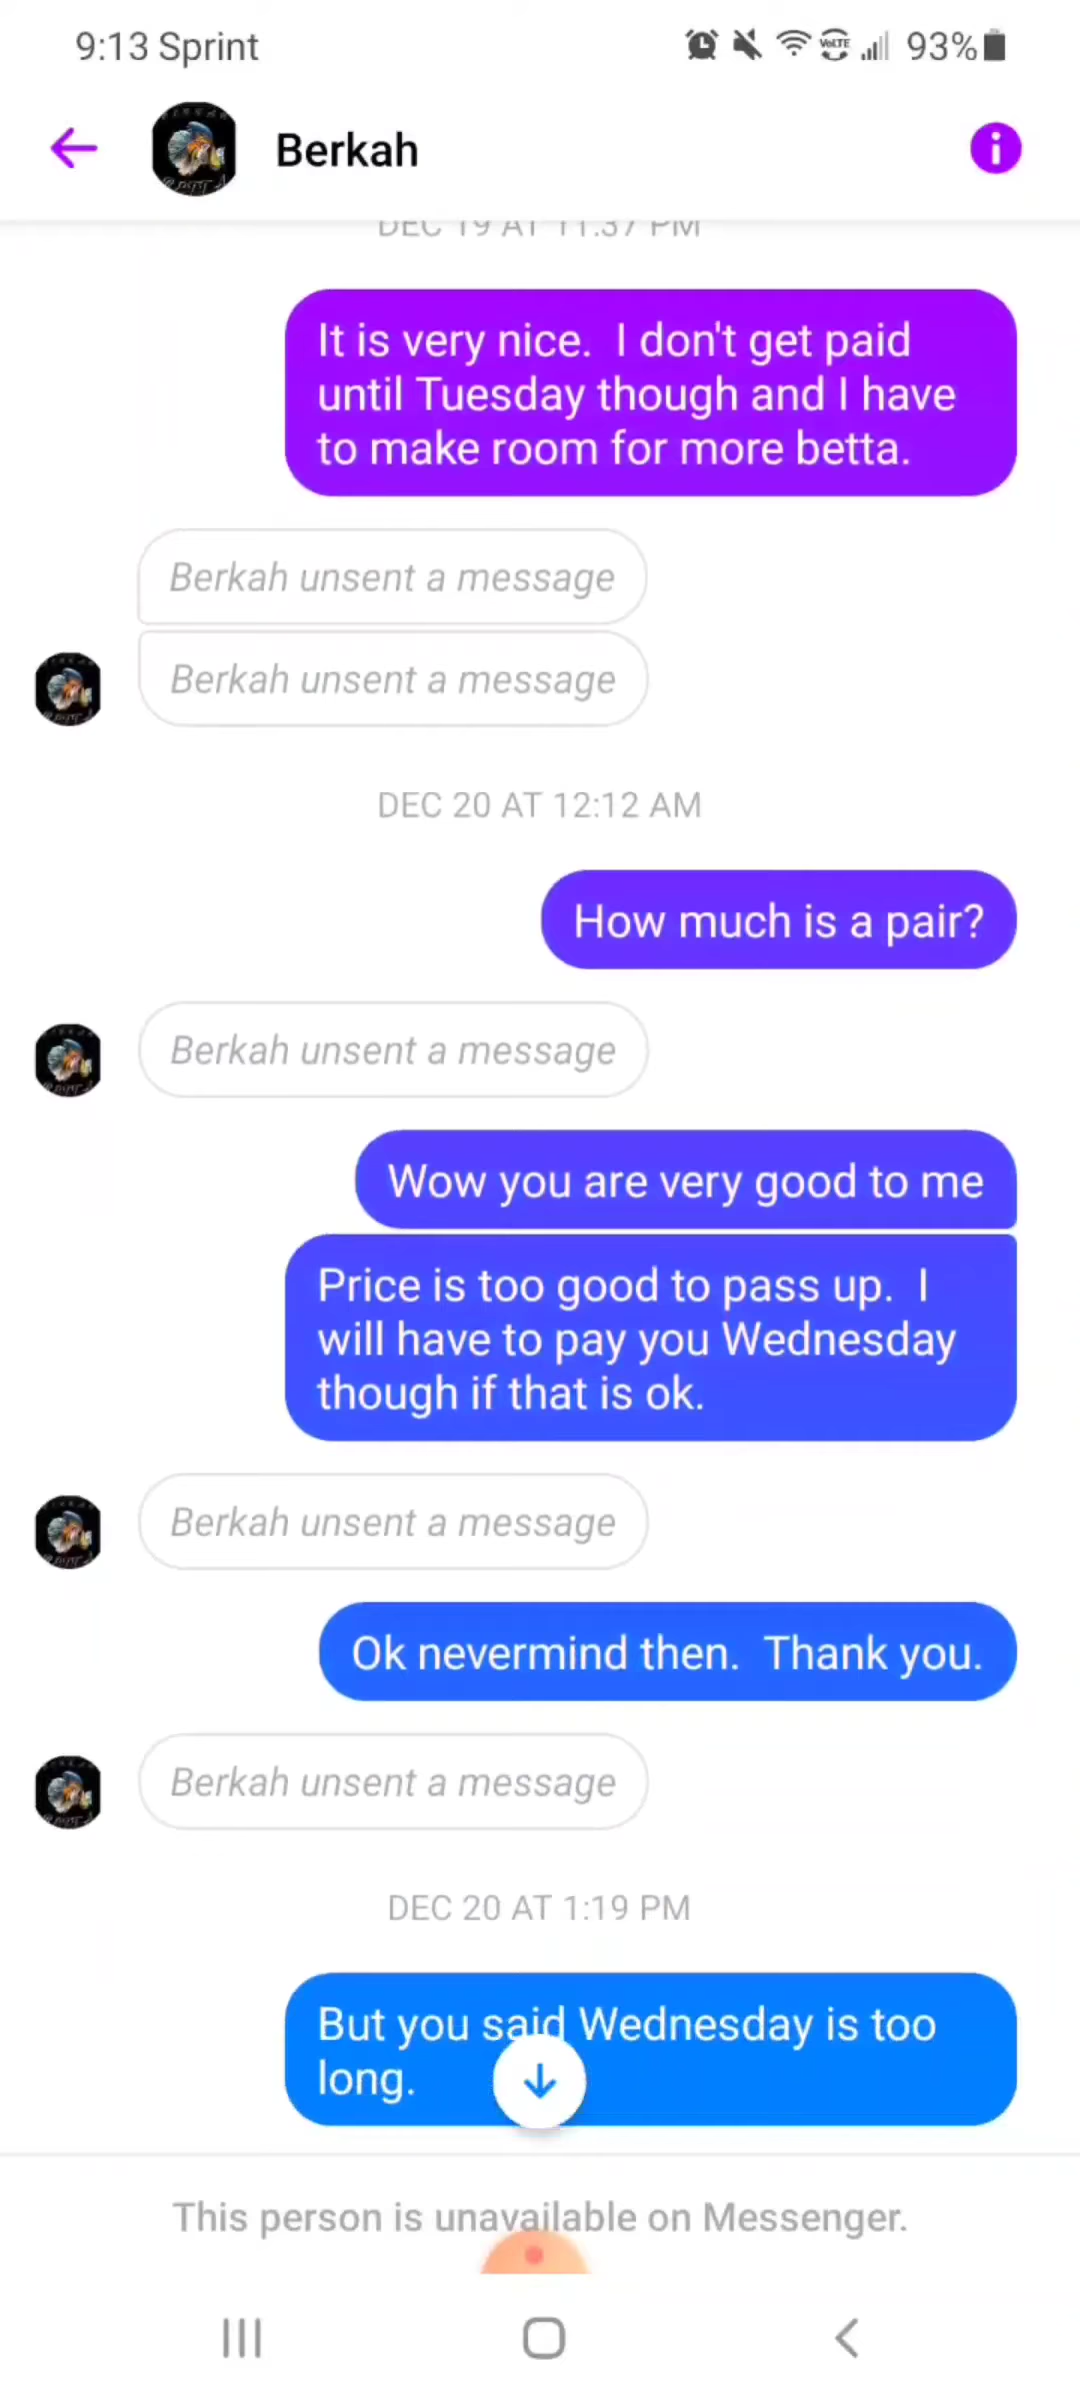 9:13 Sprint
VoLTE
93%
Berkah
DEC 19 AT 11:37 PM
It is very nice.  I don't get paid
until Tuesday though and I have
to make room for more betta.
Berkah unsent a message
Berkah unsent a message
DEC 20 AT 12:12 AM
How much is a pair?
Berkah unsent a message
Wow you are very good to me
Price is too good to pass up.  I
will have to pay you Wednesday
though if that is ok.
Berkah unsent a message
Ok nevermind then.  Thank you.
Berkah unsent a message
DEC 20 AT 1:19 PM
But you said Wednesday is too
long.
This person is unavailable on Messenger.